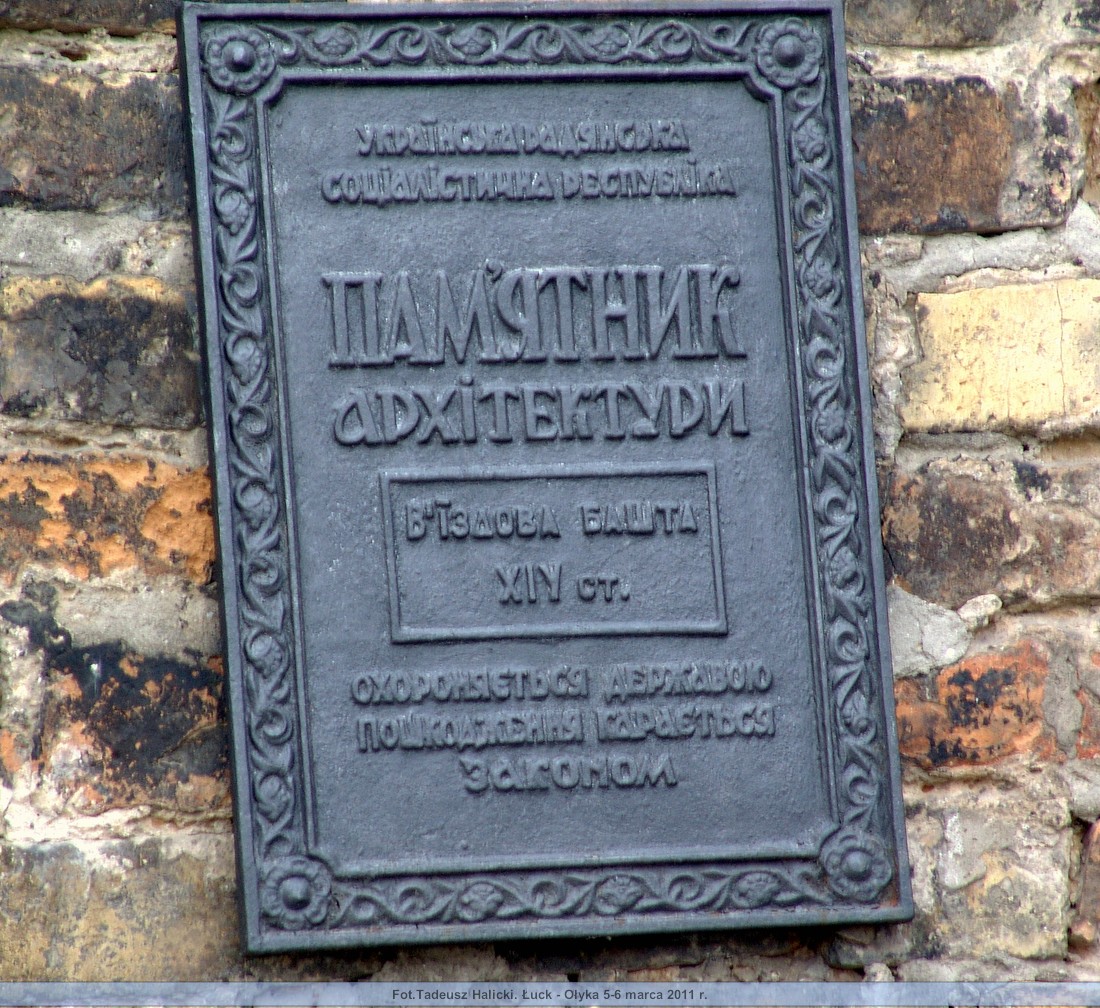 УКРАЇНСЬКА РАДЯНСЬКА
СОЦІАЛІСТИЧНА РЕСПУБЛІКА
ПАМ'ЯТНИК
АРХІТЕКТУРИ
В'ЇЗДОВА БАШТА
XIV СТ.
ОХОРОНЯЄТЬСЯ ДЕРЖАВОЮ
ПОШКОДЖЕННЯ КАРАЄТЬСЯ
ЗАКОНОМ
Fot.Tadeusz Halicki. Łuck - Ołyka 5-6 marca 2011 r.